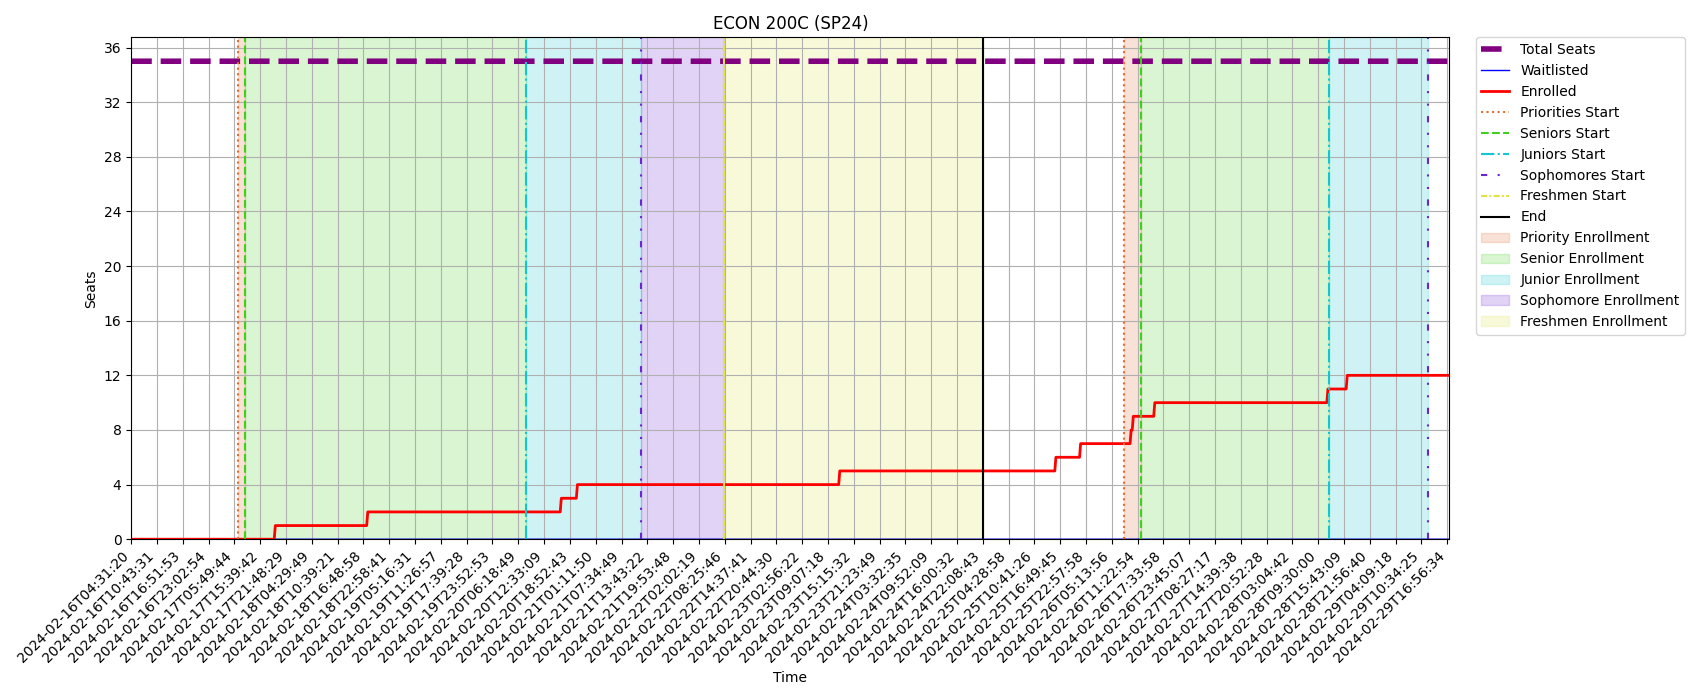 ECON 200C (SP24)
Seats
36
32
28
24
20
16
12
8
4
0
2024-02-16T04:31:20
2024-02-16T10:43:31
2024-02-16T16:51:53
2024-02-16T23:02:54
2024-02-17T05:49:44
2024-02-17T15:39:42
2024-02-17T21:48:29
2024-02-18T04:29:49
2024-02-18T10:39:21
2024-02-18T16:48:58
2024-02-18T22:58:41
2024-02-19T05:16:31
2024-02-19T11:26:57
2024-02-19T17:39:28
2024-02-19T23:52:53
2024-02-20T06:18:49
2024-02-20T12:33:09
2024-02-20T18:52:43
2024-02-21T01:11:50
2024-02-21T07:34:49
2024-02-21T13:43:22
2024-02-21T19:53:48
2024-02-22T02:02:19
2024-02-22T08:25:46
2024-02-22T14:37:41
2024-02-22T20:44:30
2024-02-23T02:56:22
2024-02-23T09:07:18
2024-02-23T15:15:32
2024-02-23T21:23:49
2024-02-24T03:32:35
2024-02-24T09:52:09
2024-02-24T16:00:32
2024-02-24T22:08:43
2024-02-25T04:28:58
2024-02-25T10:41:26
2024-02-25T16:49:45
2024-02-25T22:57:58
2024-02-26T05:13:56
2024-02-26T11:22:54
2024-02-26T17:33:58
2024-02-26T23:45:07
2024-02-27T08:27:17
2024-02-27T14:39:38
2024-02-27T20:52:28
2024-02-28T03:04:42
2024-02-28T09:30:00
2024-02-28T15:43:09
2024-02-28T21:56:40
2024-02-29T04:09:18
2024-02-29T10:34:25
2024-02-29T16:56:34
Time
Total Seats
Waitlisted
Enrolled
Priorities Start
Seniors Start
Juniors Start
Sophomores Start
Freshmen Start
End
Priority Enrollment
Senior Enrollment
Junior Enrollment
Sophomore Enrollment
Freshmen Enrollment